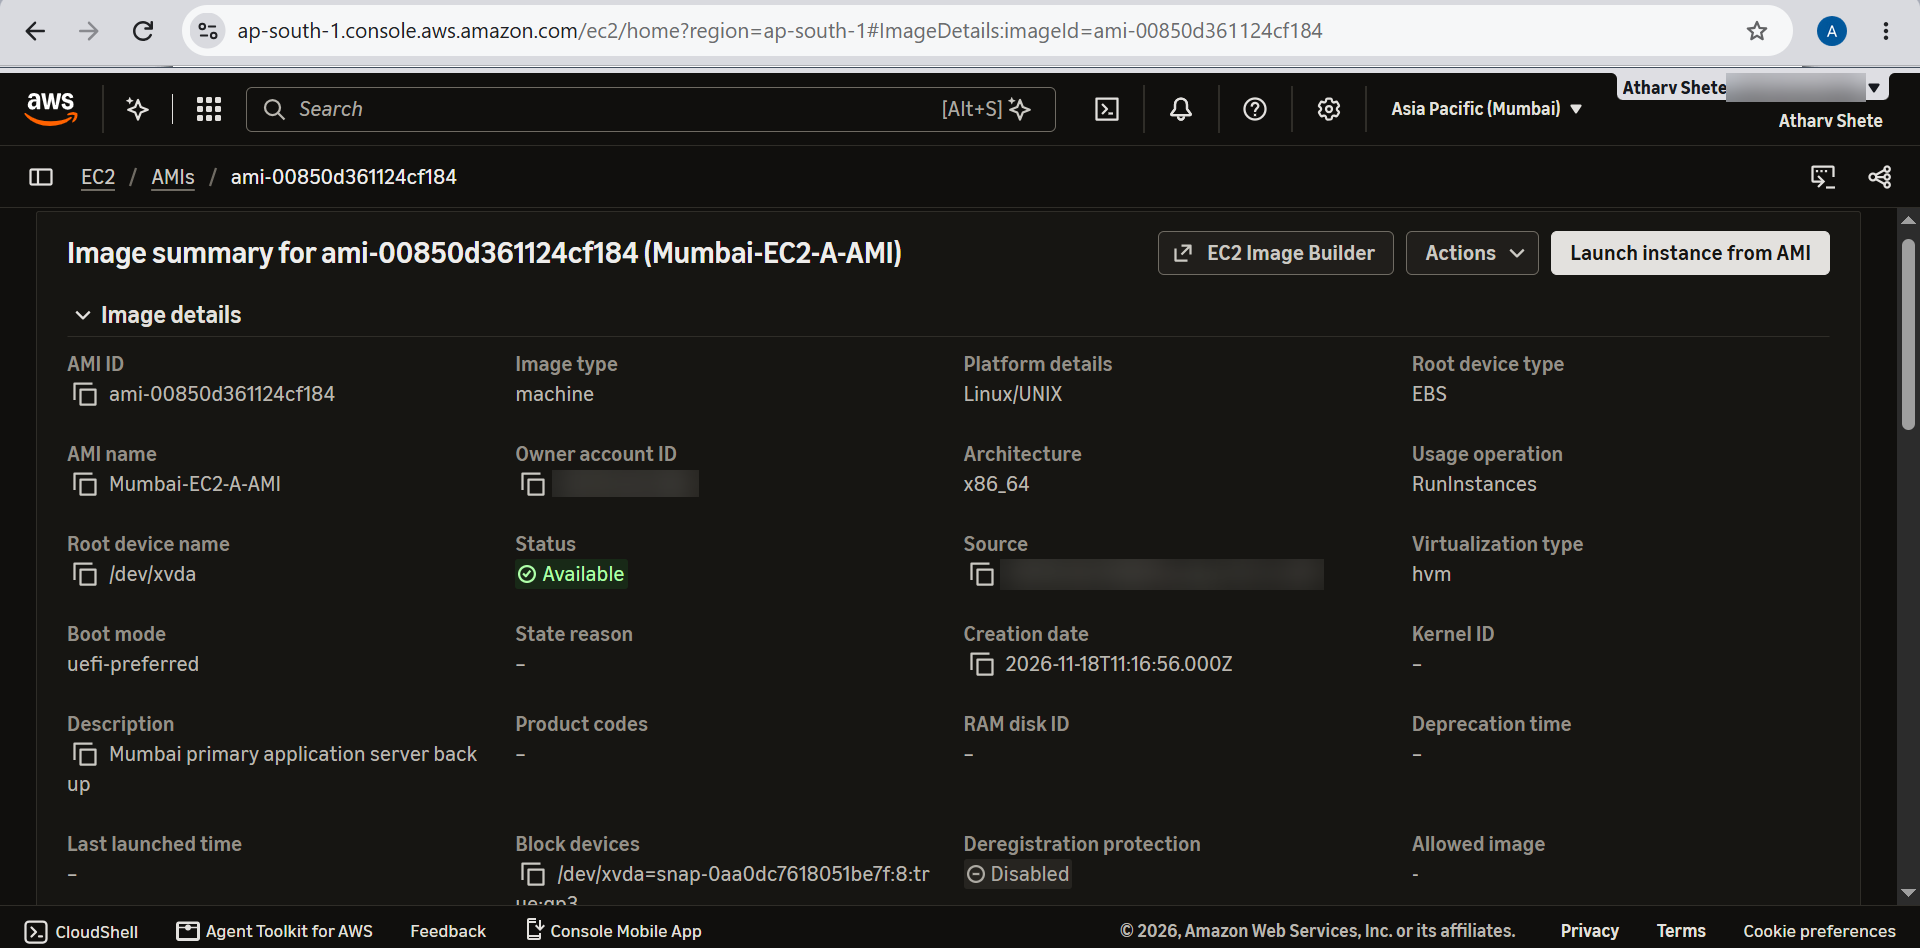 ap-south-1.console.aws.amazon.com/ec2/home?region=ap-south-1#ImageDetails:imageId=ami-00850d361124cf184
A
aws
Search
[Alt+S]
Asia Pacific (Mumbai)
Atharv Shete
Atharv Shete
EC2 / AMIs / ami-00850d361124cf184
Image summary for ami-00850d361124cf184 (Mumbai-EC2-A-AMI)
EC2 Image Builder
Actions
Launch instance from AMI
Image details
AMI ID
ami-00850d361124cf184
Image type
machine
Platform details
Linux/UNIX
Root device type
EBS
AMI name
Mumbai-EC2-A-AMI
Owner account ID
Architecture
x86_64
Usage operation
RunInstances
Root device name
/dev/xvda
Status
Available
Source
Virtualization type
hvm
Boot mode
uefi-preferred
State reason
–
Creation date
2026-11-18T11:16:56.000Z
Kernel ID
–
Description
Mumbai primary application server back
up
Product codes
–
RAM disk ID
–
Deprecation time
–
Last launched time
–
Block devices
/dev/xvda=snap-0aa0dc7618051be7f:8:tr
ue:gp3
Deregistration protection
Disabled
Allowed image
-
CloudShell
Agent Toolkit for AWS
Feedback
Console Mobile App
© 2026, Amazon Web Services, Inc. or its affiliates.
Privacy
Terms
Cookie preferences